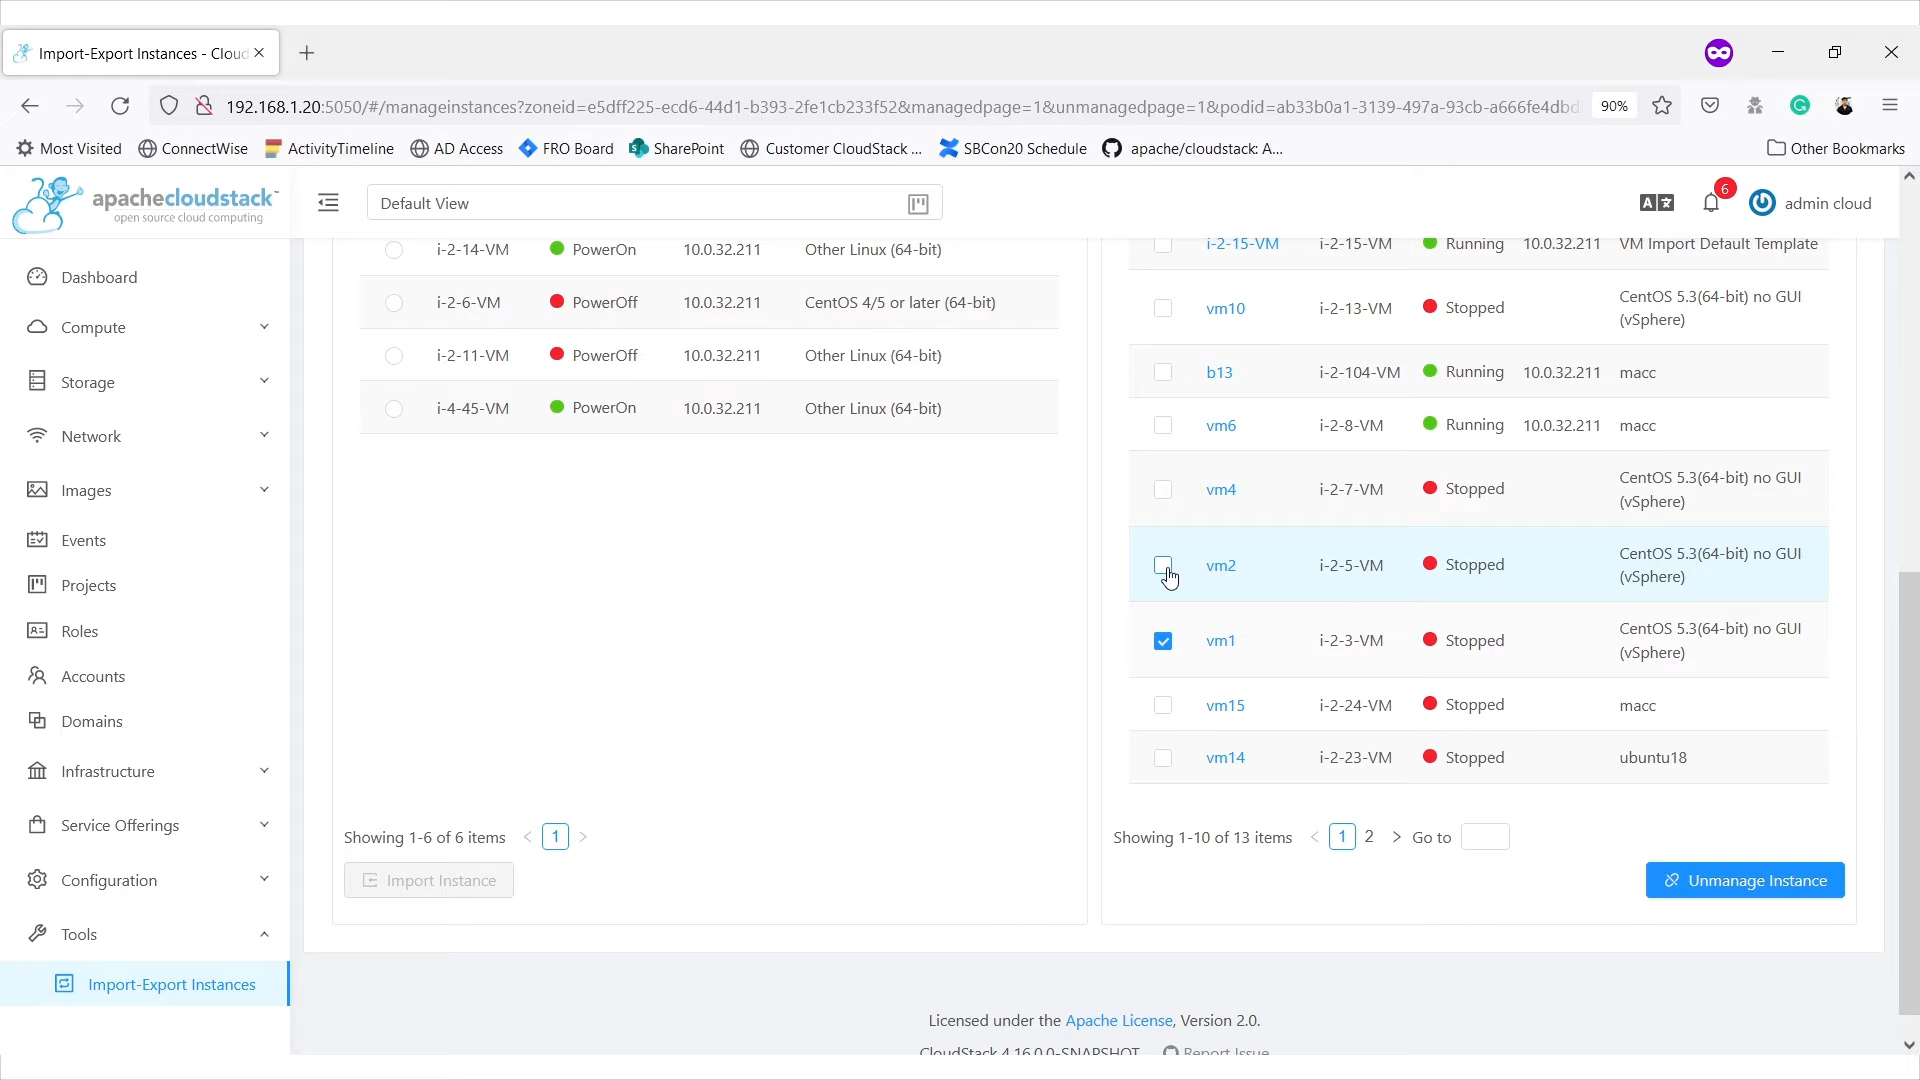 Import-Export Instances - Cloud
192.168.1.20:5050/#/manageinstances?zoneid=e5dff225-ecd6-44d1-b393-2fe1cb233f52&managedpage=1&unmanagedpage=1&podid=ab33b0a1-3139-497a-93cb-a666fe4dbd
90%
Most Visited
ConnectWise
ActivityTimeline
AD Access
FRO Board
SharePoint
Customer CloudStack ...
SBCon20 Schedule
apache/cloudstack: A...
Other Bookmarks
apachecloudstack™
open source cloud computing
Default View
6
admin cloud
Dashboard
Compute
Storage
Network
Images
Events
Projects
Roles
Accounts
Domains
Infrastructure
Service Offerings
Configuration
Tools
Import-Export Instances
i-2-14-VM PowerOn 10.0.32.211 Other Linux (64-bit)
i-2-6-VM PowerOff 10.0.32.211 CentOS 4/5 or later (64-bit)
i-2-11-VM PowerOff 10.0.32.211 Other Linux (64-bit)
i-4-45-VM PowerOn 10.0.32.211 Other Linux (64-bit)
Showing 1-6 of 6 items < 1 >
Import Instance
i-2-15-VM i-2-15-VM Running 10.0.32.211 VM Import Default Template
vm10 i-2-13-VM Stopped CentOS 5.3(64-bit) no GUI
(vSphere)
b13 i-2-104-VM Running 10.0.32.211 macc
vm6 i-2-8-VM Running 10.0.32.211 macc
vm4 i-2-7-VM Stopped CentOS 5.3(64-bit) no GUI
(vSphere)
vm2 i-2-5-VM Stopped CentOS 5.3(64-bit) no GUI
(vSphere)
vm1 i-2-3-VM Stopped CentOS 5.3(64-bit) no GUI
(vSphere)
vm15 i-2-24-VM Stopped macc
vm14 i-2-23-VM Stopped ubuntu18
Showing 1-10 of 13 items < 1 2 > Go to
Unmanage Instance
Licensed under the Apache License, Version 2.0.
CloudStack 4.16.0.0-SNAPSHOT Report Issue